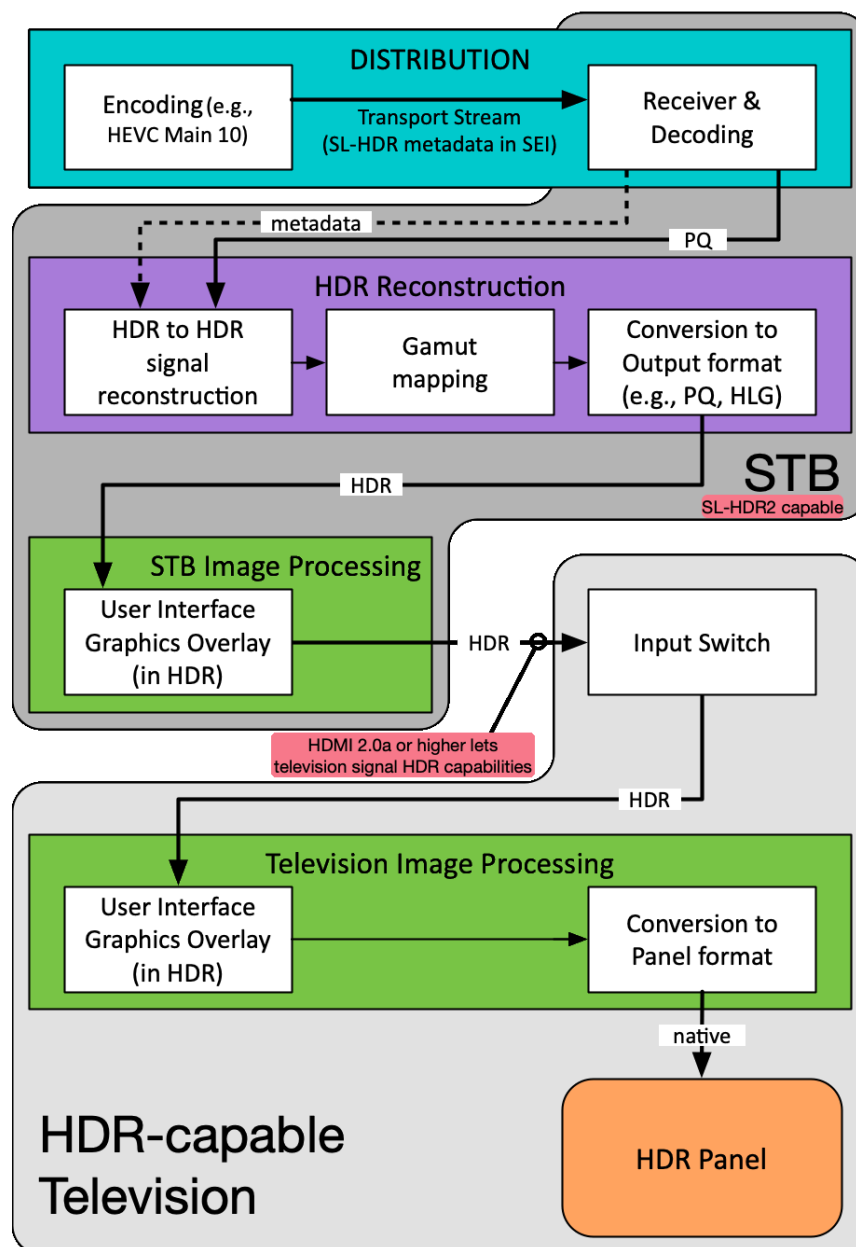 DISTRIBUTION
Encoding (e.g.,
HEVC Main 10)
Transport Stream
(SL-HDR metadata in SEI)
Receiver &
Decoding
metadata
PQ
HDR Reconstruction
HDR to HDR
signal
reconstruction
Gamut
mapping
Conversion to
Output format
(e.g., PQ, HLG)
HDR
STB
SL-HDR2 capable
STB Image Processing
User Interface
Graphics Overlay
(in HDR)
HDR
Input Switch
HDMI 2.0a or higher lets
television signal HDR capabilities
HDR
Television Image Processing
User Interface
Graphics Overlay
(in HDR)
Conversion to
Panel format
native
HDR-capable
Television
HDR Panel